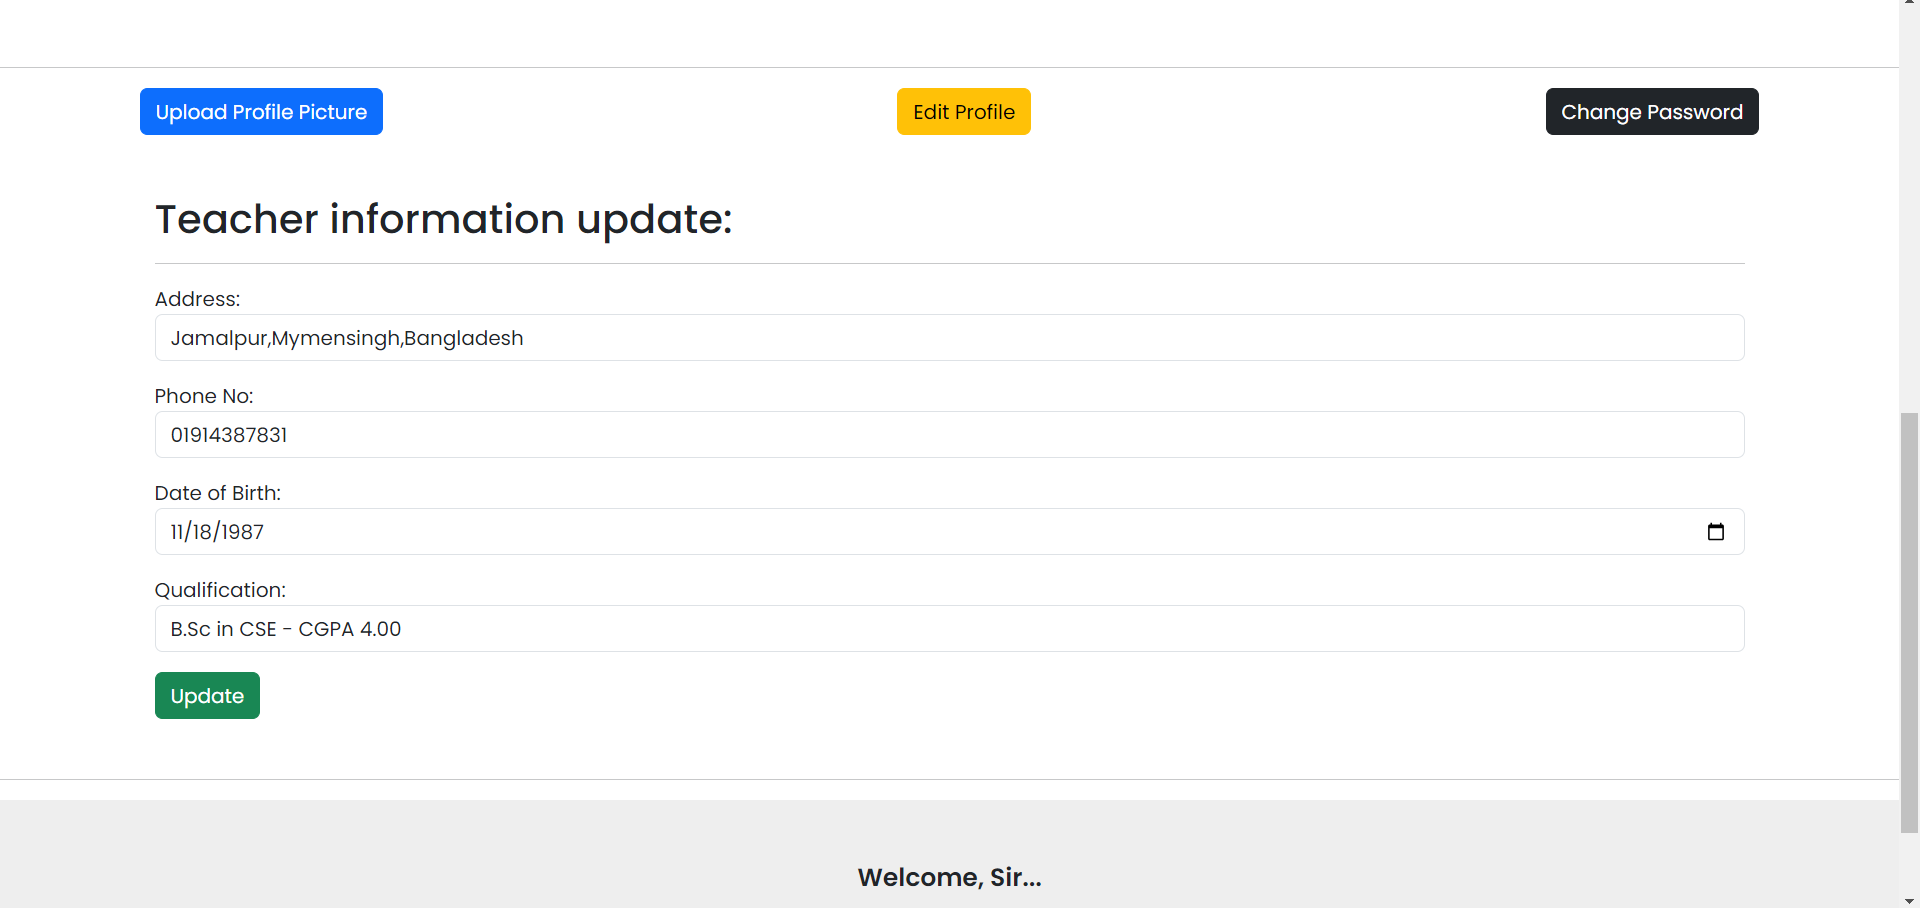 Upload Profile Picture
Edit Profile
Change Password
Teacher information update:
Address:
Jamalpur,Mymensingh,Bangladesh
Phone No:
01914387831
Date of Birth:
11/18/1987
Qualification:
B.Sc in CSE - CGPA 4.00
Update
Welcome, Sir...